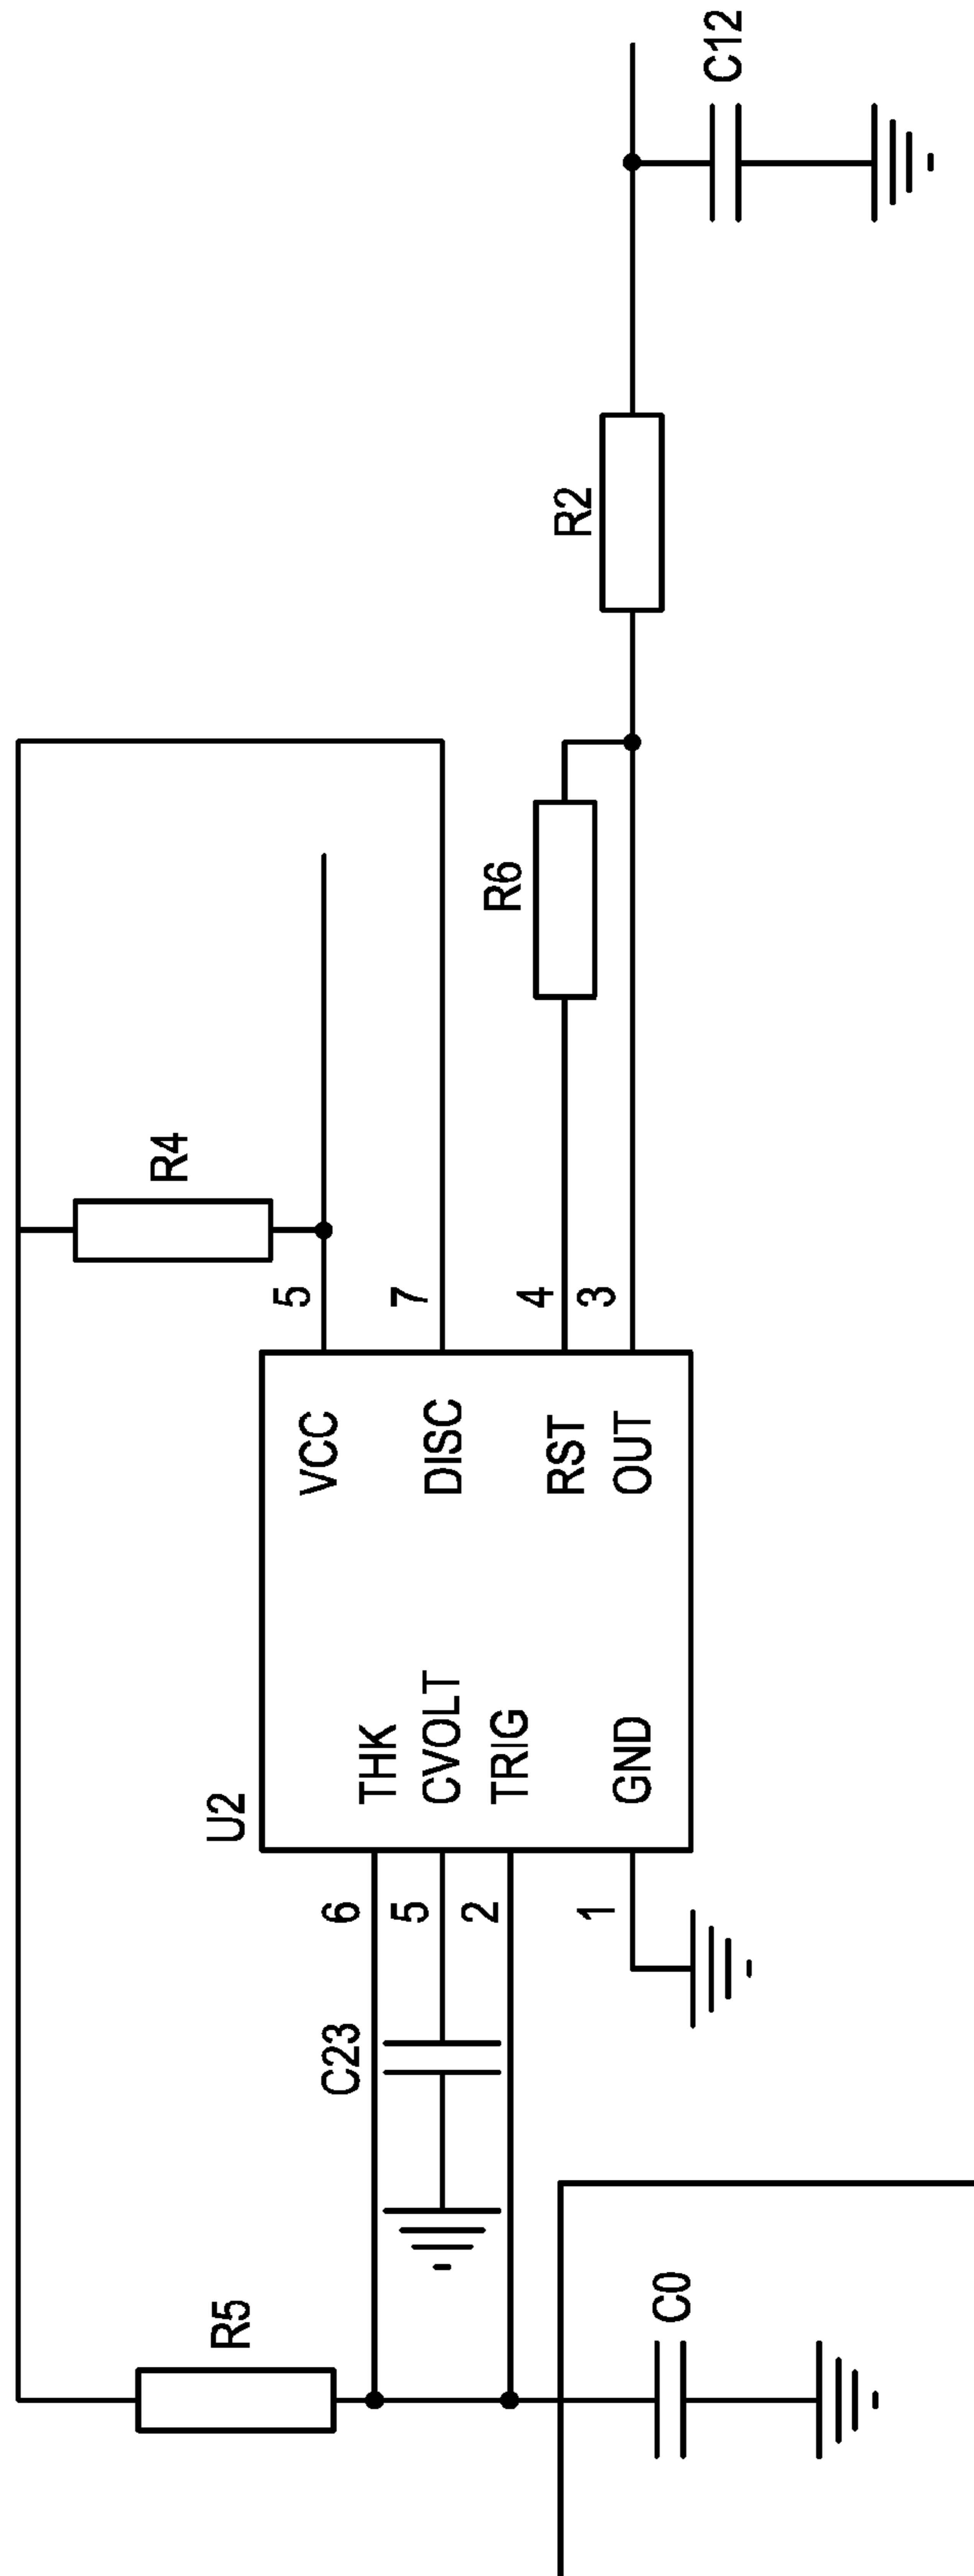 R5
R4
C12
U2
6
THK
VCC
5
C23
5
CVOLT
DISC
7
2
TRIG
R6
RST
4
R2
1
GND
OUT
3
C0